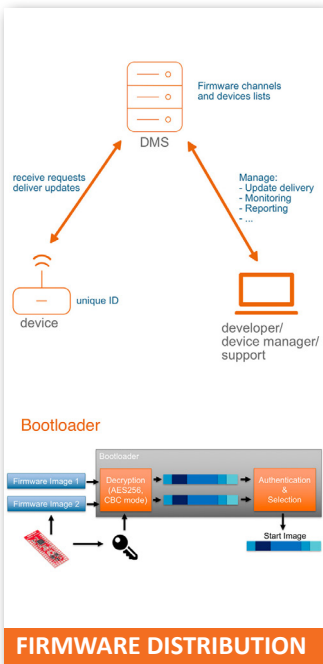 Firmware channels
and devices lists
DMS
receive requests
deliver updates
Manage:
- Update delivery
- Monitoring
- Reporting
- ...
unique ID
device
developer/
device manager/
support
Bootloader
Bootloader
Firmware Image 1
Firmware Image 2
Decryption
(AES256,
CBC mode)
Authentication
&
Selection
Start Image
FIRMWARE DISTRIBUTION